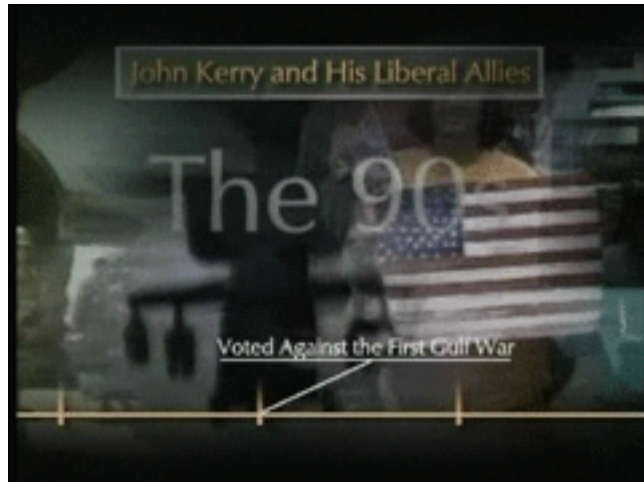 John Kerry and His Liberal Allies
The 90s
Voted Against the First Gulf War